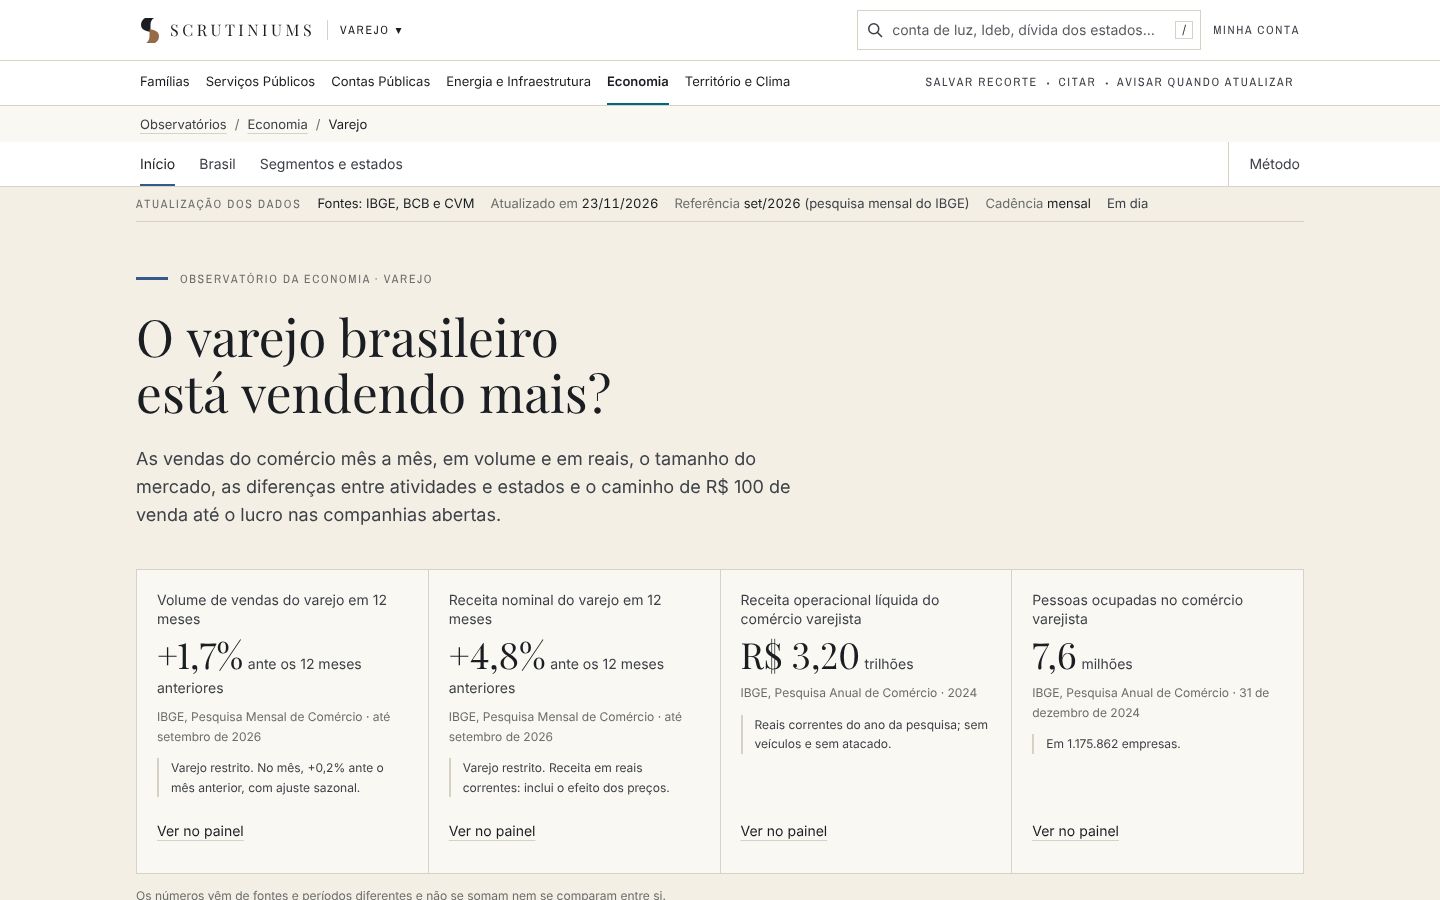 SCRUTINIUMS
VAREJO ▼
conta de luz, Ideb, dívida dos estados...
/
MINHA CONTA
Famílias
Serviços Públicos
Contas Públicas
Energia e Infraestrutura
Economia
Território e Clima
SALVAR RECORTE • CITAR • AVISAR QUANDO ATUALIZAR
Observatórios / Economia / Varejo
Início
Brasil
Segmentos e estados
Método
ATUALIZAÇÃO DOS DADOS
Fontes: IBGE, BCB e CVM
Atualizado em 23/11/2026
Referência set/2026 (pesquisa mensal do IBGE)
Cadência mensal
Em dia
OBSERVATÓRIO DA ECONOMIA · VAREJO
O varejo brasileiro
está vendendo mais?
As vendas do comércio mês a mês, em volume e em reais, o tamanho do
mercado, as diferenças entre atividades e estados e o caminho de R$ 100 de
venda até o lucro nas companhias abertas.
Volume de vendas do varejo em 12
meses
+1,7% ante os 12 meses
anteriores
IBGE, Pesquisa Mensal de Comércio · até
setembro de 2026
Varejo restrito. No mês, +0,2% ante o
mês anterior, com ajuste sazonal.
Ver no painel
Receita nominal do varejo em 12
meses
+4,8% ante os 12 meses
anteriores
IBGE, Pesquisa Mensal de Comércio · até
setembro de 2026
Varejo restrito. Receita em reais
correntes: inclui o efeito dos preços.
Ver no painel
Receita operacional líquida do
comércio varejista
R$ 3,20 trilhões
IBGE, Pesquisa Anual de Comércio · 2024
Reais correntes do ano da pesquisa; sem
veículos e sem atacado.
Ver no painel
Pessoas ocupadas no comércio
varejista
7,6 milhões
IBGE, Pesquisa Anual de Comércio · 31 de
dezembro de 2024
Em 1.175.862 empresas.
Ver no painel
Os números vêm de fontes e períodos diferentes e não se somam nem se comparam entre si.